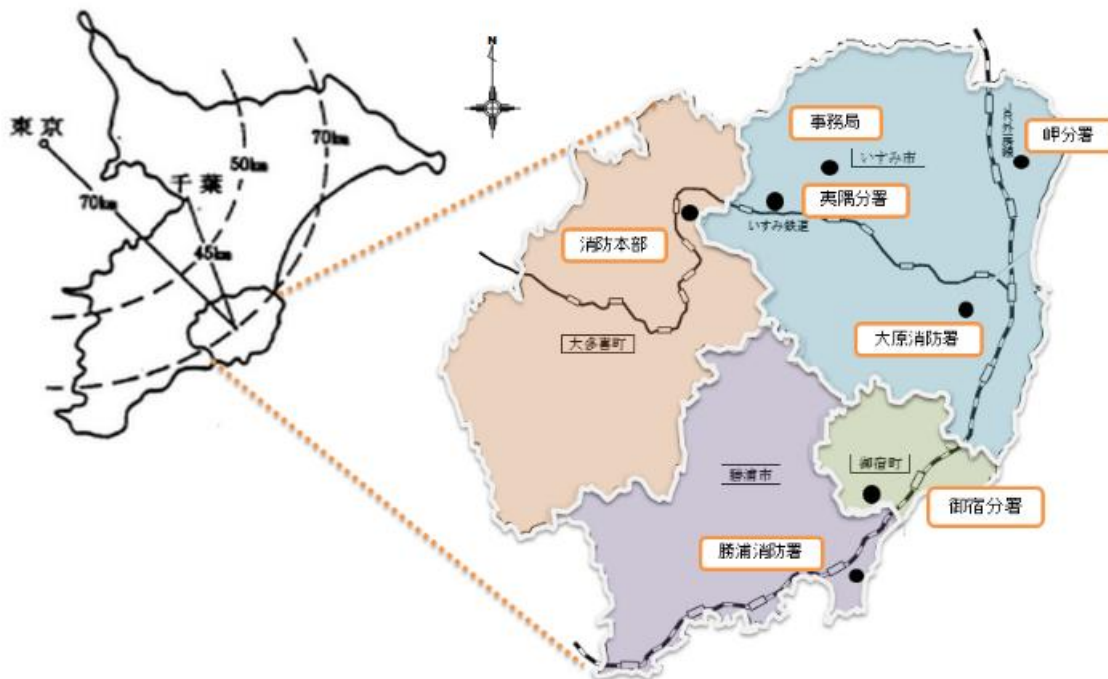 東京
千葉
70km
50km
70km
45km
N
事務局
いすみ市
岬分署
夷隅分署
いすみ鉄道
消防本部
大多喜町
大原消防署
御宿町
勝浦市
御宿分署
勝浦消防署